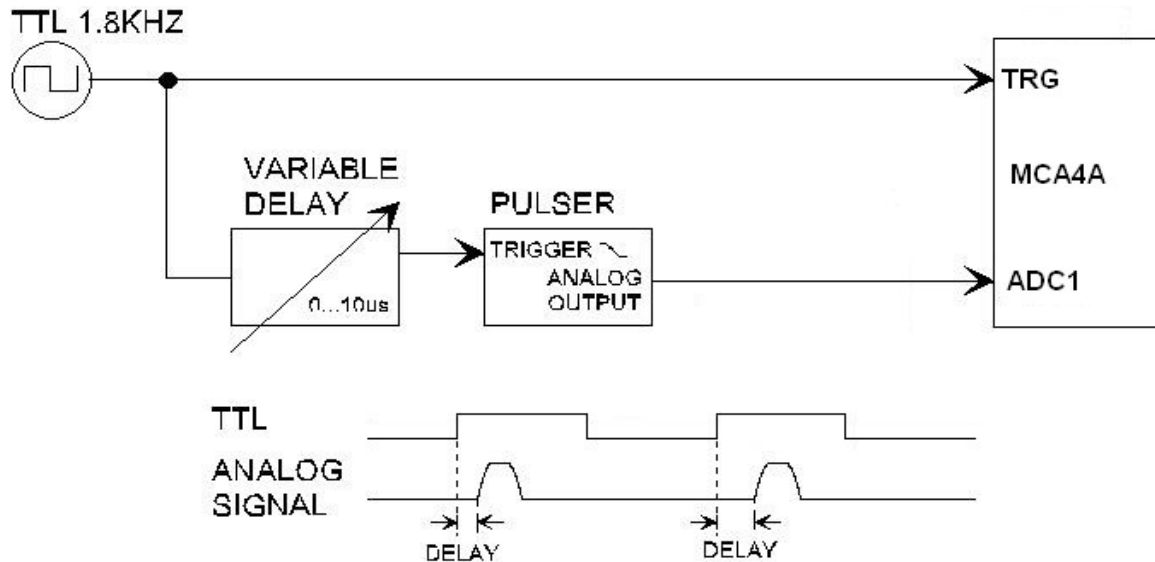 TTL 1.8KHZ
TRG
MCA4A
VARIABLE
DELAY
PULSER
TRIGGER
ANALOG
OUTPUT
0...10us
ADC1
TTL
ANALOG
SIGNAL
DELAY
DELAY